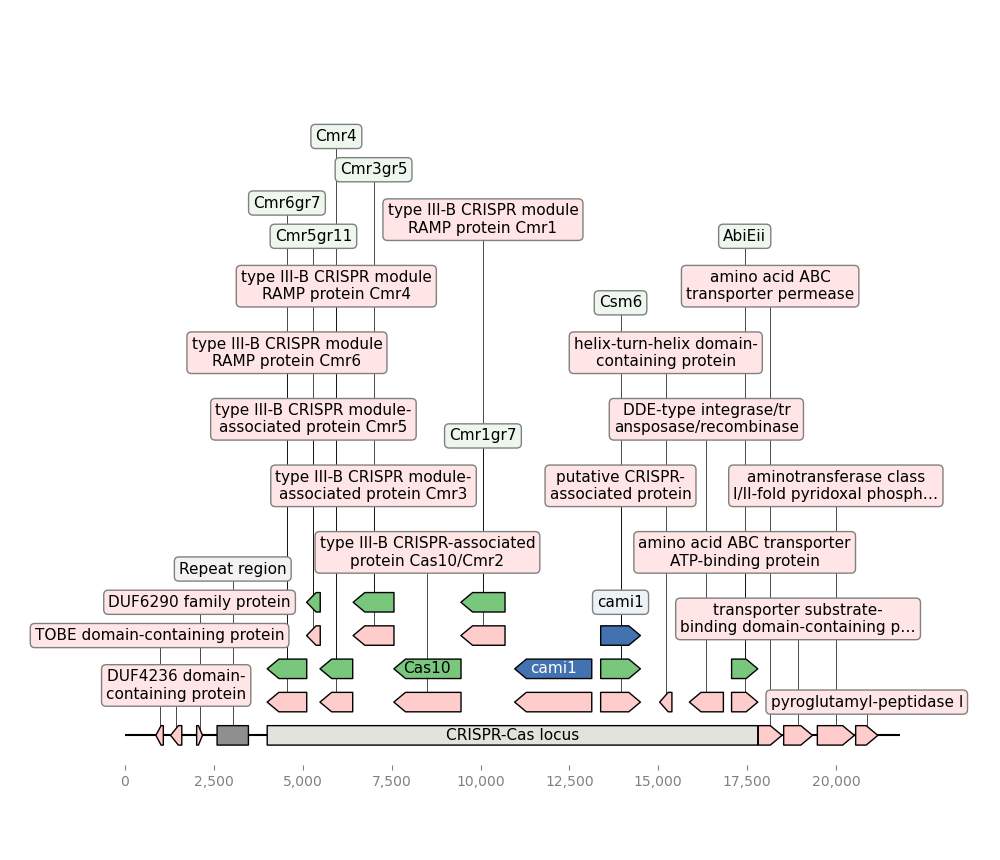 Cmr4
Cmr3gr5
Cmr6gr7
type III-B CRISPR module
RAMP protein Cmr1
Cmr5gr11
AbiEii
type III-B CRISPR module
RAMP protein Cmr4
amino acid ABC
transporter permease
Csm6
type III-B CRISPR module
RAMP protein Cmr6
helix-turn-helix domain-
containing protein
type III-B CRISPR module-
associated protein Cmr5
DDE-type integrase/tr
ansposase/recombinase
Cmr1gr7
type III-B CRISPR module-
associated protein Cmr3
putative CRISPR-
associated protein
aminotransferase class
I/II-fold pyridoxal phosph…
type III-B CRISPR-associated
protein Cas10/Cmr2
amino acid ABC transporter
ATP-binding protein
Repeat region
DUF6290 family protein
cami1
transporter substrate-
binding domain-containing p…
TOBE domain-containing protein
DUF4236 domain-
containing protein
Cas10
cami1
pyroglutamyl-peptidase I
CRISPR-Cas locus
0
2,500
5,000
7,500
10,000
12,500
15,000
17,500
20,000